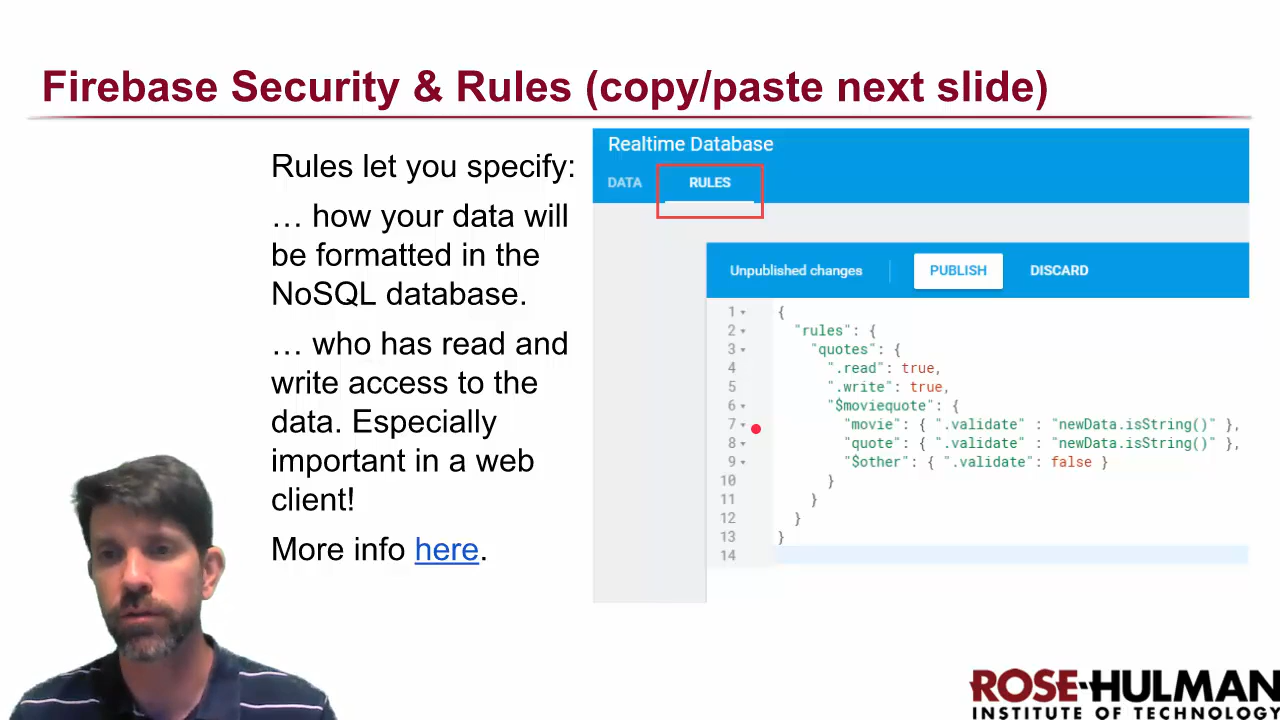 Firebase Security & Rules (copy/paste next slide)
Rules let you specify:
… how your data will
be formatted in the
NoSQL database.
… who has read and
write access to the
data. Especially
important in a web
client!
More info here.
Realtime Database
DATA RULES
Unpublished changes PUBLISH DISCARD
1 {
2 "rules": {
3 "quotes": {
4 ".read": true,
5 ".write": true,
6 "$moviequote": {
7 "movie": { ".validate" : "newData.isString()" },
8 "quote": { ".validate" : "newData.isString()" },
9 "$other": { ".validate": false }
10 }
11 }
12 }
13 }
14
ROSE-HULMAN
INSTITUTE OF TECHNOLOGY